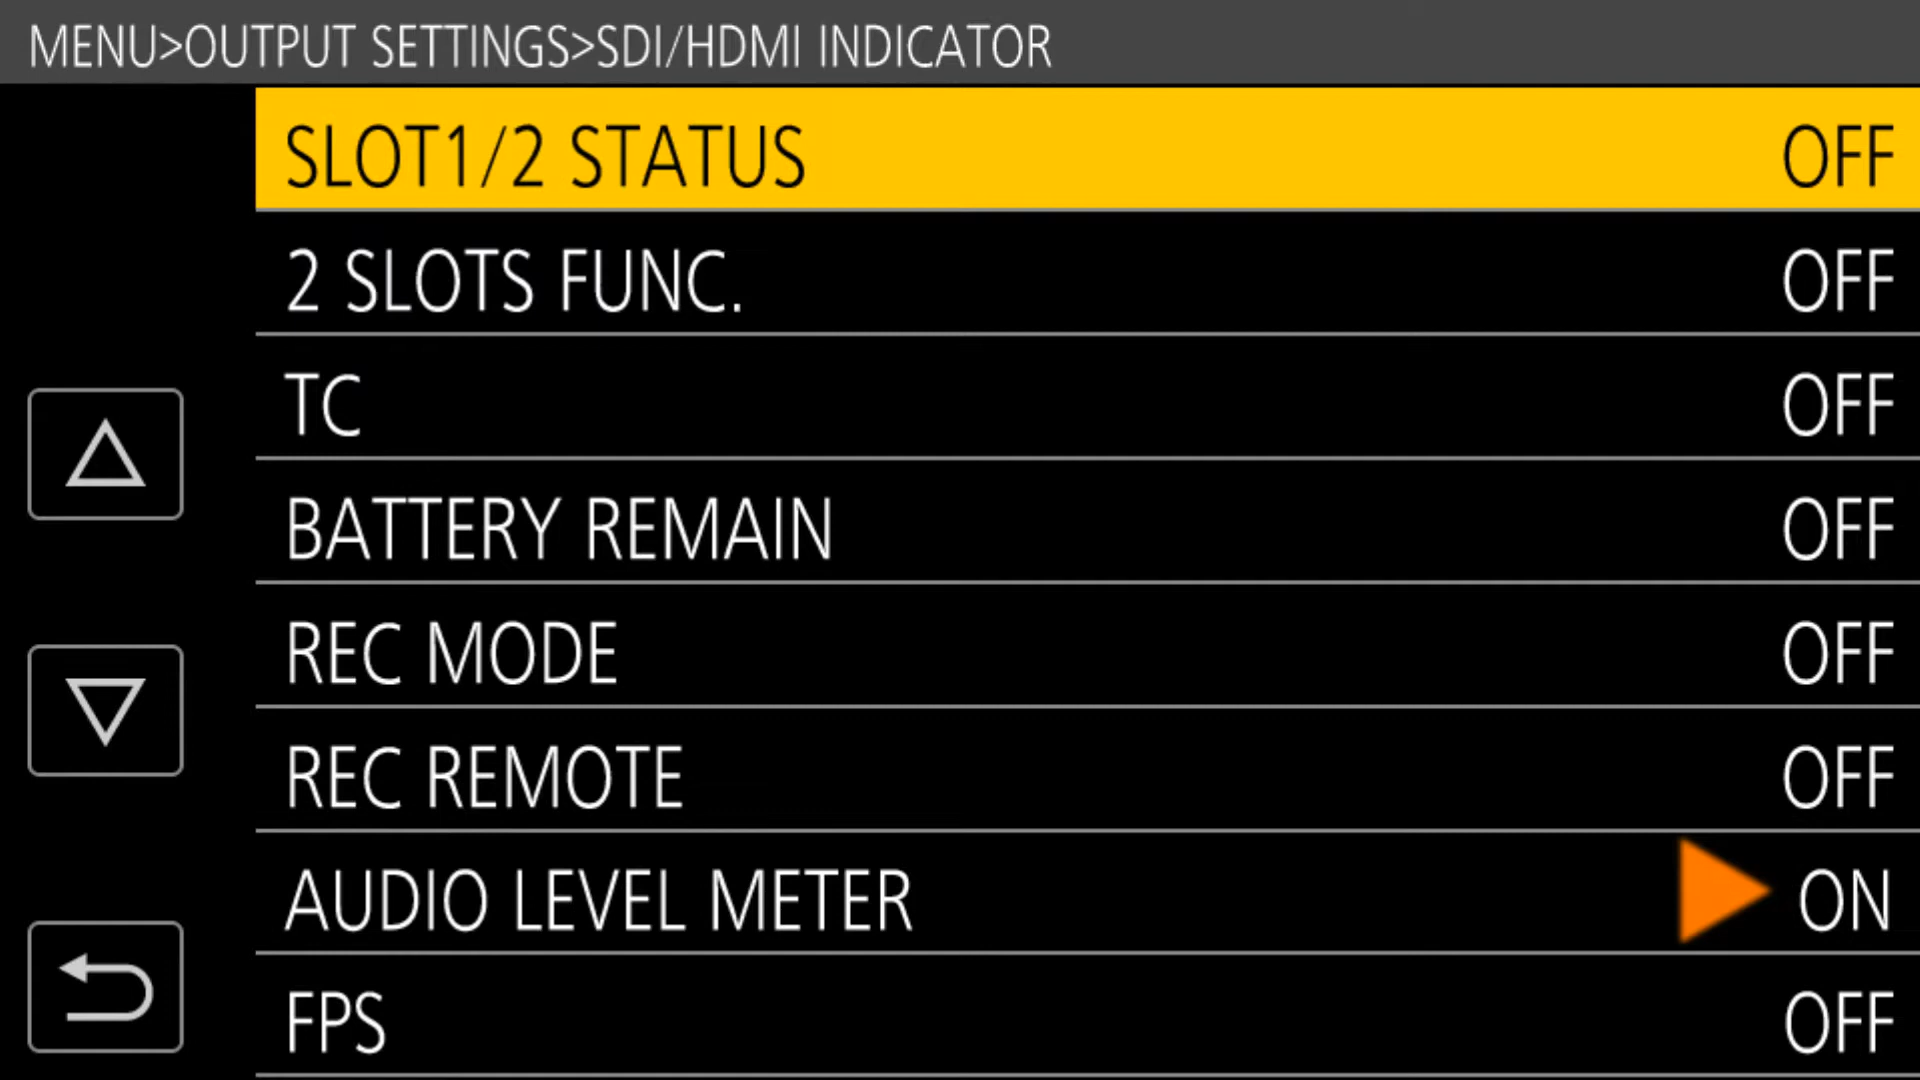 MENU>OUTPUT SETTINGS>SDI/HDMI INDICATOR
SLOT1/2 STATUS OFF
2 SLOTS FUNC. OFF
TC OFF
BATTERY REMAIN OFF
REC MODE OFF
REC REMOTE OFF
AUDIO LEVEL METER ON
FPS OFF